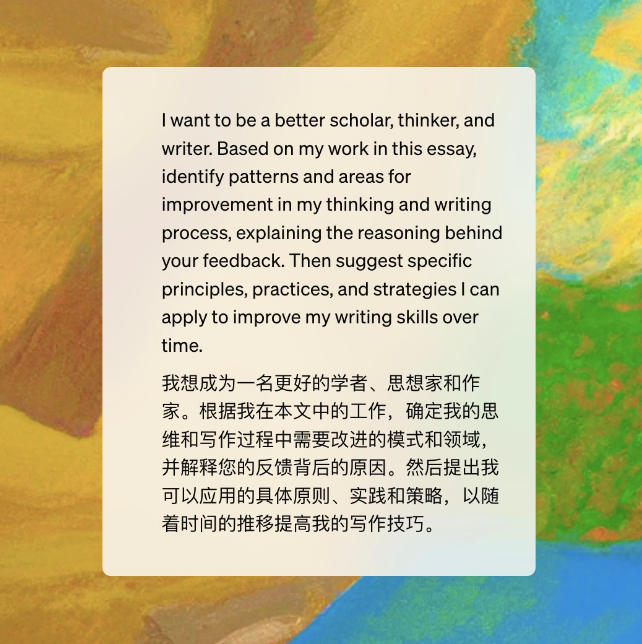 I want to be a better scholar, thinker, and
writer. Based on my work in this essay,
identify patterns and areas for
improvement in my thinking and writing
process, explaining the reasoning behind
your feedback. Then suggest specific
principles, practices, and strategies I can
apply to improve my writing skills over
time.
我想成为一名更好的学者、思想家和作
家。根据我在本文中的工作，确定我的思
维和写作过程中需要改进的模式和领域，
并解释您的反馈背后的原因。然后提出我
可以应用的具体原则、实践和策略，以随
着时间的推移提高我的写作技巧。